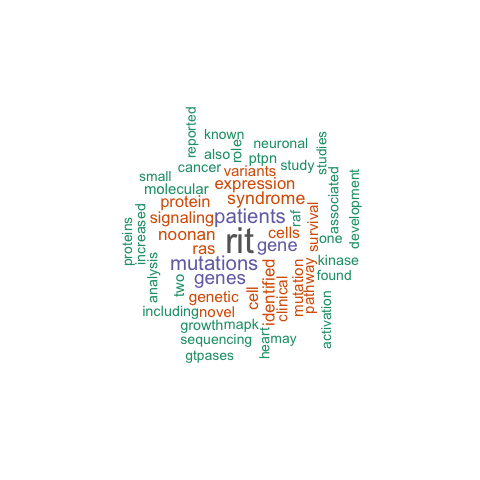 reported
known
neuronal
studies
also
role
ptpn
study
cancer
variants
small
molecular
expression
associated
development
protein
syndrome
signaling
patients
raf
survival
increased
proteins
noonan
rit
cells
one
ras
gene
mutations
kinase
analysis
two
genes
identified
clinical
mutation
pathway
found
genetic
cell
including
novel
growth
mapk
heart
may
activation
sequencing
gtpases